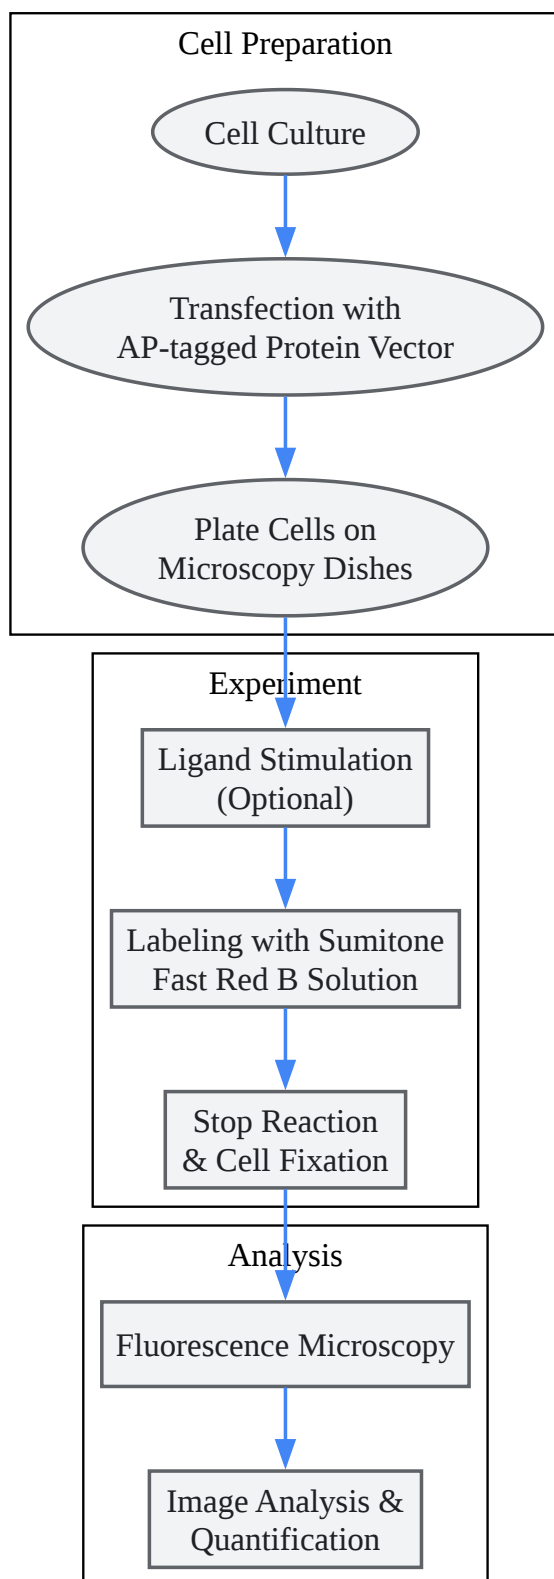 Cell Preparation
Cell Culture
Transfection with
AP-tagged Protein Vector
Plate Cells on
Microscopy Dishes
Experiment
Ligand Stimulation
(Optional)
Labeling with Sumitone
Fast Red B Solution
Stop Reaction
& Cell Fixation
Analysis
Fluorescence Microscopy
Image Analysis &
Quantification